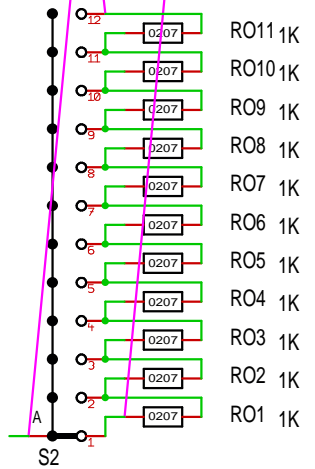 12
0207 RO11 1K
11
0207 RO10 1K
10
0207 RO9 1K
9
0207 RO8 1K
8
0207 RO7 1K
7
0207 RO6 1K
6
0207 RO5 1K
5
0207 RO4 1K
4
0207 RO3 1K
3
0207 RO2 1K
2
A 0207 RO1 1K
1
S2